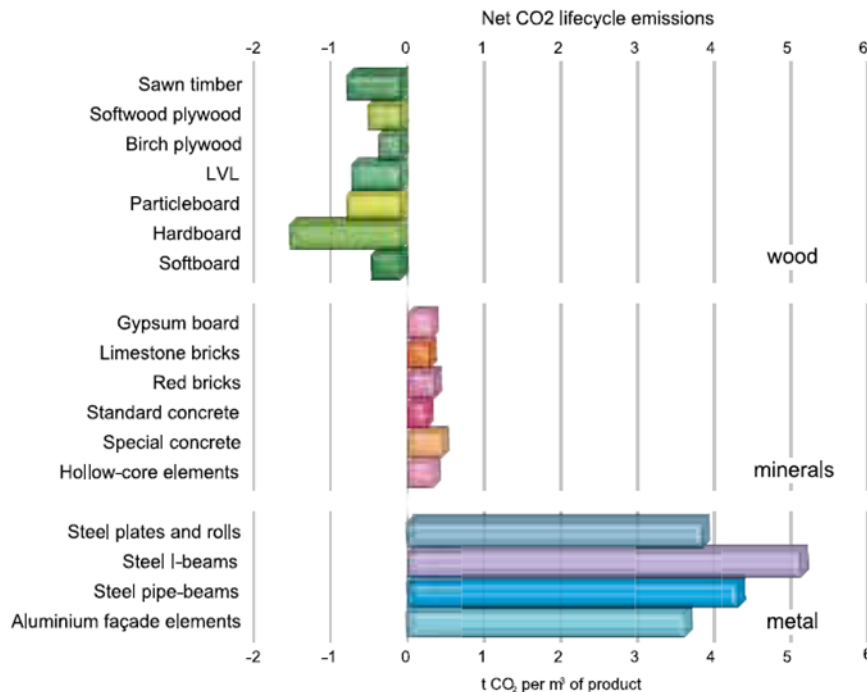 Net CO2 lifecycle emissions
-2 -1 0 1 2 3 4 5 6
Sawn timber
Softwood plywood
Birch plywood
LVL
Particleboard
Hardboard
Softboard
wood
Gypsum board
Limestone bricks
Red bricks
Standard concrete
Special concrete
Hollow-core elements
minerals
Steel plates and rolls
Steel I-beams
Steel pipe-beams
Aluminium façade elements
metal
-2 -1 0 1 2 3 4 5 6
t CO₂ per m³ of product